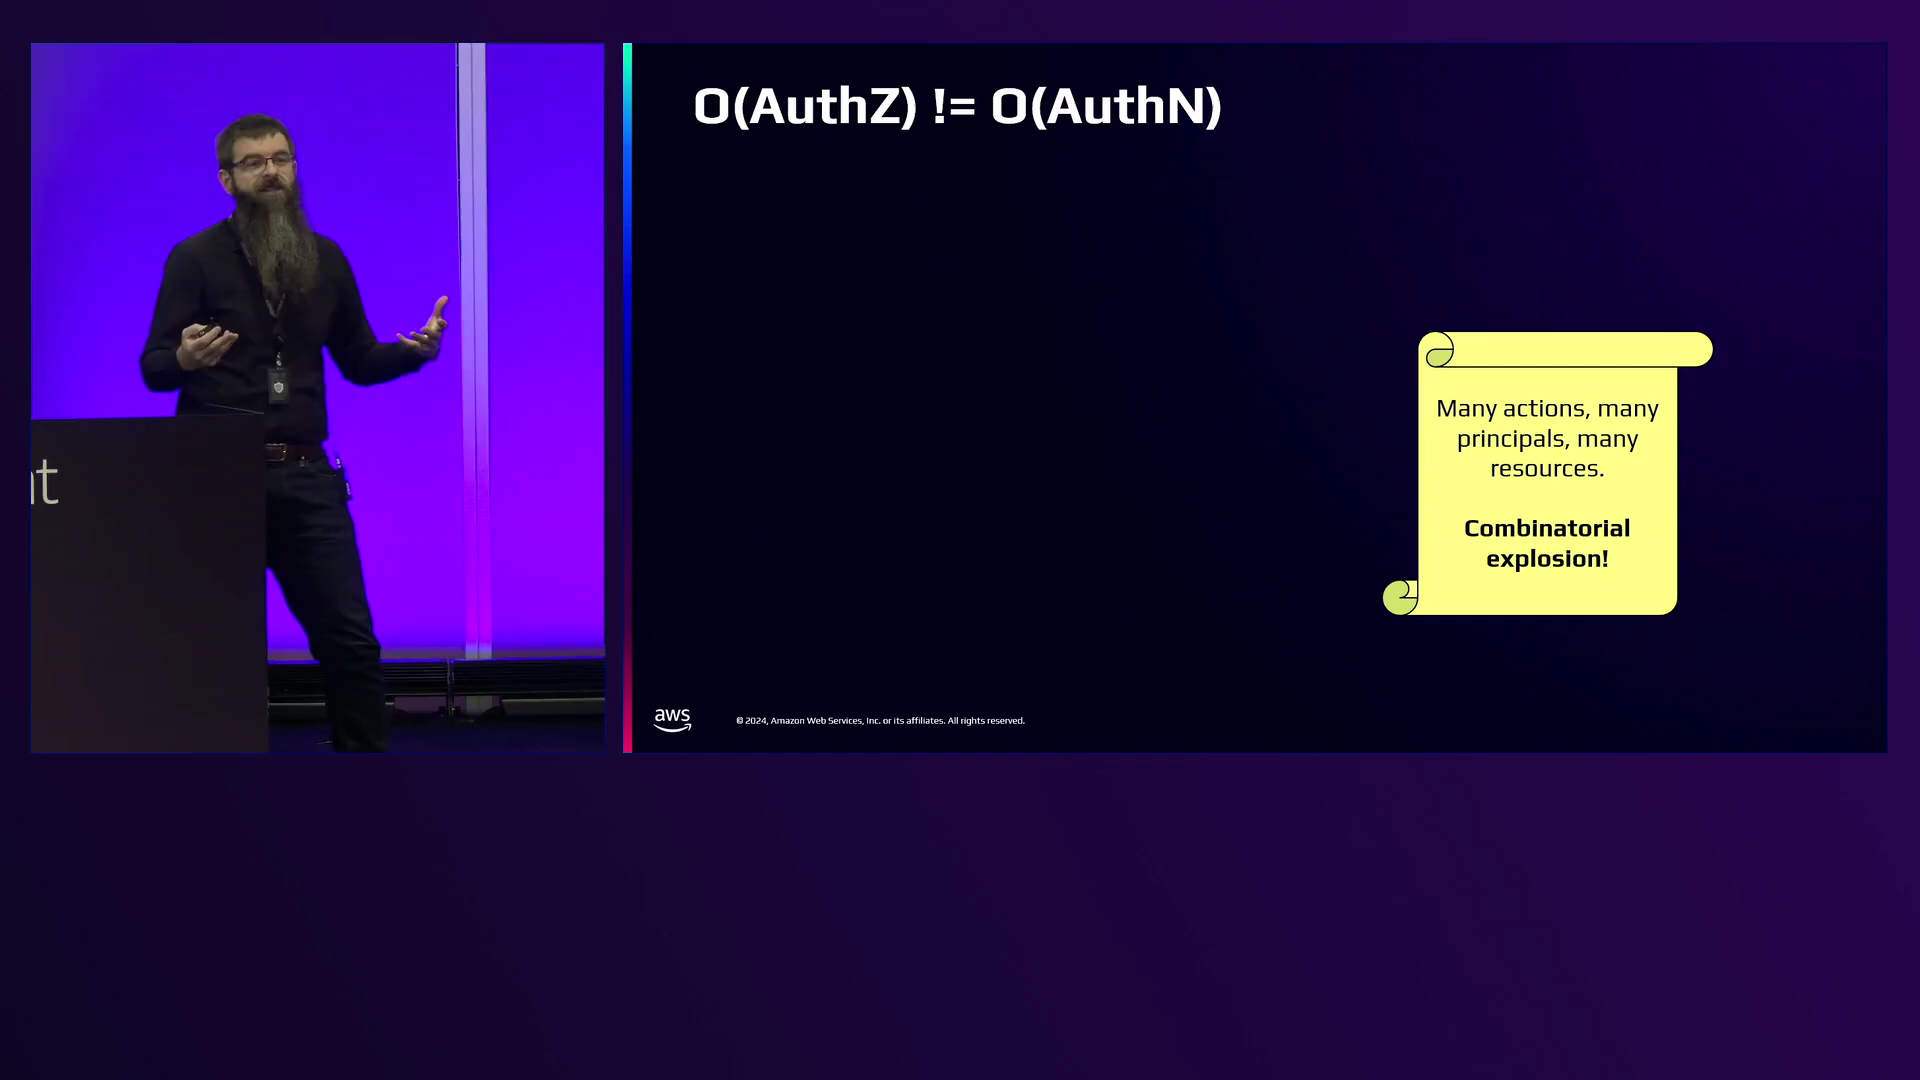 O(AuthZ) != O(AuthN)
Many actions, many
principals, many
resources.
Combinatorial
explosion!
nt
aws
© 2024, Amazon Web Services, Inc. or its affiliates. All rights reserved.